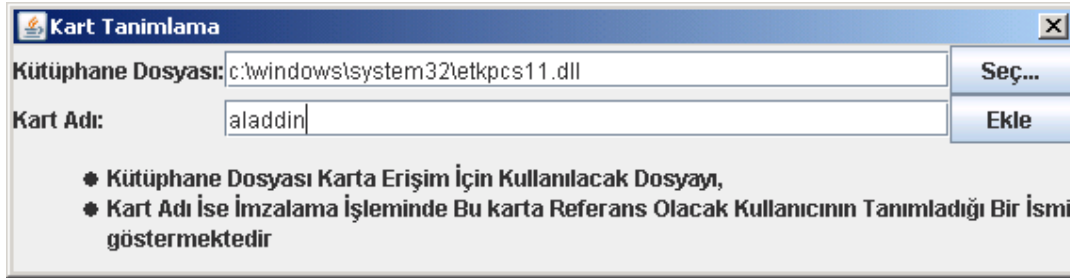 Kart Tanimlama
Kütüphane Dosyası: c:\windows\system32\etkpcs11.dll Seç...
Kart Adı: aladdin Ekle
Kütüphane Dosyası Karta Erişim İçin Kullanılacak Dosyayı,
Kart Adı İse İmzalama İşleminde Bu karta Referans Olacak Kullanıcının Tanımladığı Bir İsmi
göstermektedir